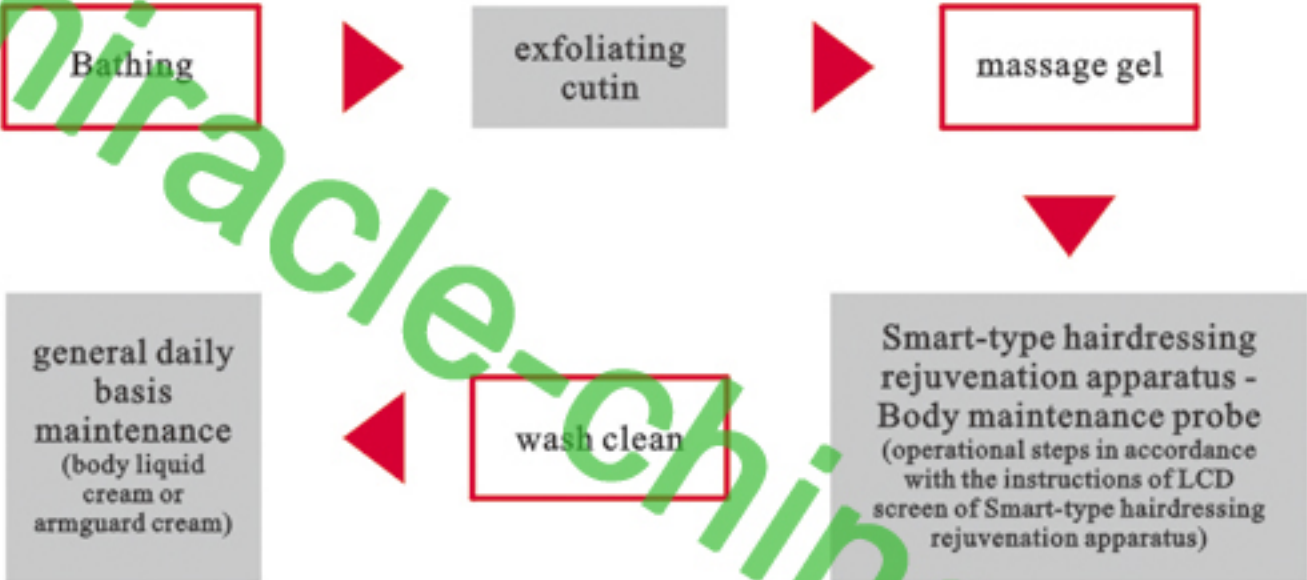 Bathing
exfoliating
cutin
massage gel
Smart-type hairdressing
rejuvenation apparatus -
Body maintenance probe
(operational steps in accordance
with the instructions of LCD
screen of Smart-type hairdressing
rejuvenation apparatus)
wash clean
general daily
basis
maintenance
(body liquid
cream or
armguard cream)
miracle-chin